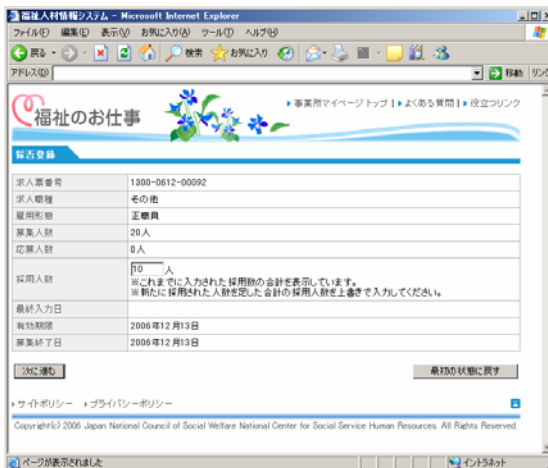 福祉人材情報システム - Microsoft Internet Explorer
ファイル(F) 編集(E) 表示(V) お気に入り(A) ツール(T) ヘルプ(H)
戻る 検索 お気に入り
アドレス(D) 移動 リンク
福祉のお仕事
事業所マイページトップ | よくある質問 | 役立つリンク
採否登録
求人票番号 1300-0612-00092
求人職種 その他
雇用形態 正職員
募集人数 20人
応募人数 0人
採用人数 10 人
※これまでに入力された採用数の合計を表示しています。
※新たに採用された人数を足した合計の採用人数を上書きで入力してください。
最終入力日
有効期限 2006年12月13日
募集終了日 2006年12月13日
次に進む 最初の状態に戻す
サイトポリシー プライバシーポリシー
Copyright(c) 2006 Japan National Council of Social Welfare National Center for Social Service Human Resources. All Rights Reserved.
ページが表示されました イントラネット